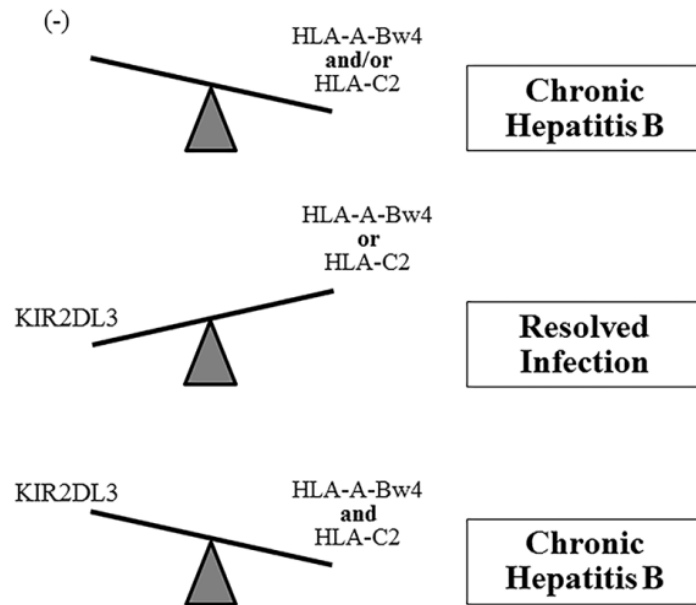 (-)
HLA-A-Bw4
and/or
HLA-C2
Chronic
Hepatitis B
HLA-A-Bw4
or
HLA-C2
KIR2DL3
Resolved
Infection
KIR2DL3
HLA-A-Bw4
and
HLA-C2
Chronic
Hepatitis B